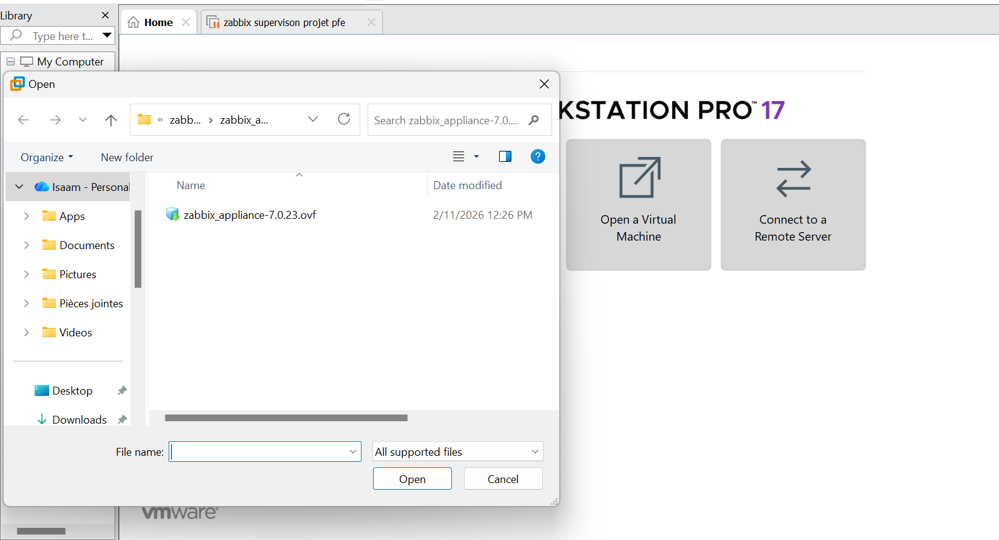 Library
Home
zabbix supervison projet pfe
Type here t...
My Computer
Open
« zabb... › zabbix_a...
Search zabbix_appliance-7.0....
KSTATION PRO™ 17
Organize
New folder
?
Isaam - Personal
Name
Date modified
Apps
zabbix_appliance-7.0.23.ovf
2/11/2026 12:26 PM
Documents
Pictures
Pièces jointes
Videos
Desktop
Downloads
Open a Virtual
Machine
Connect to a
Remote Server
File name:
All supported files
Open
Cancel
vmware®